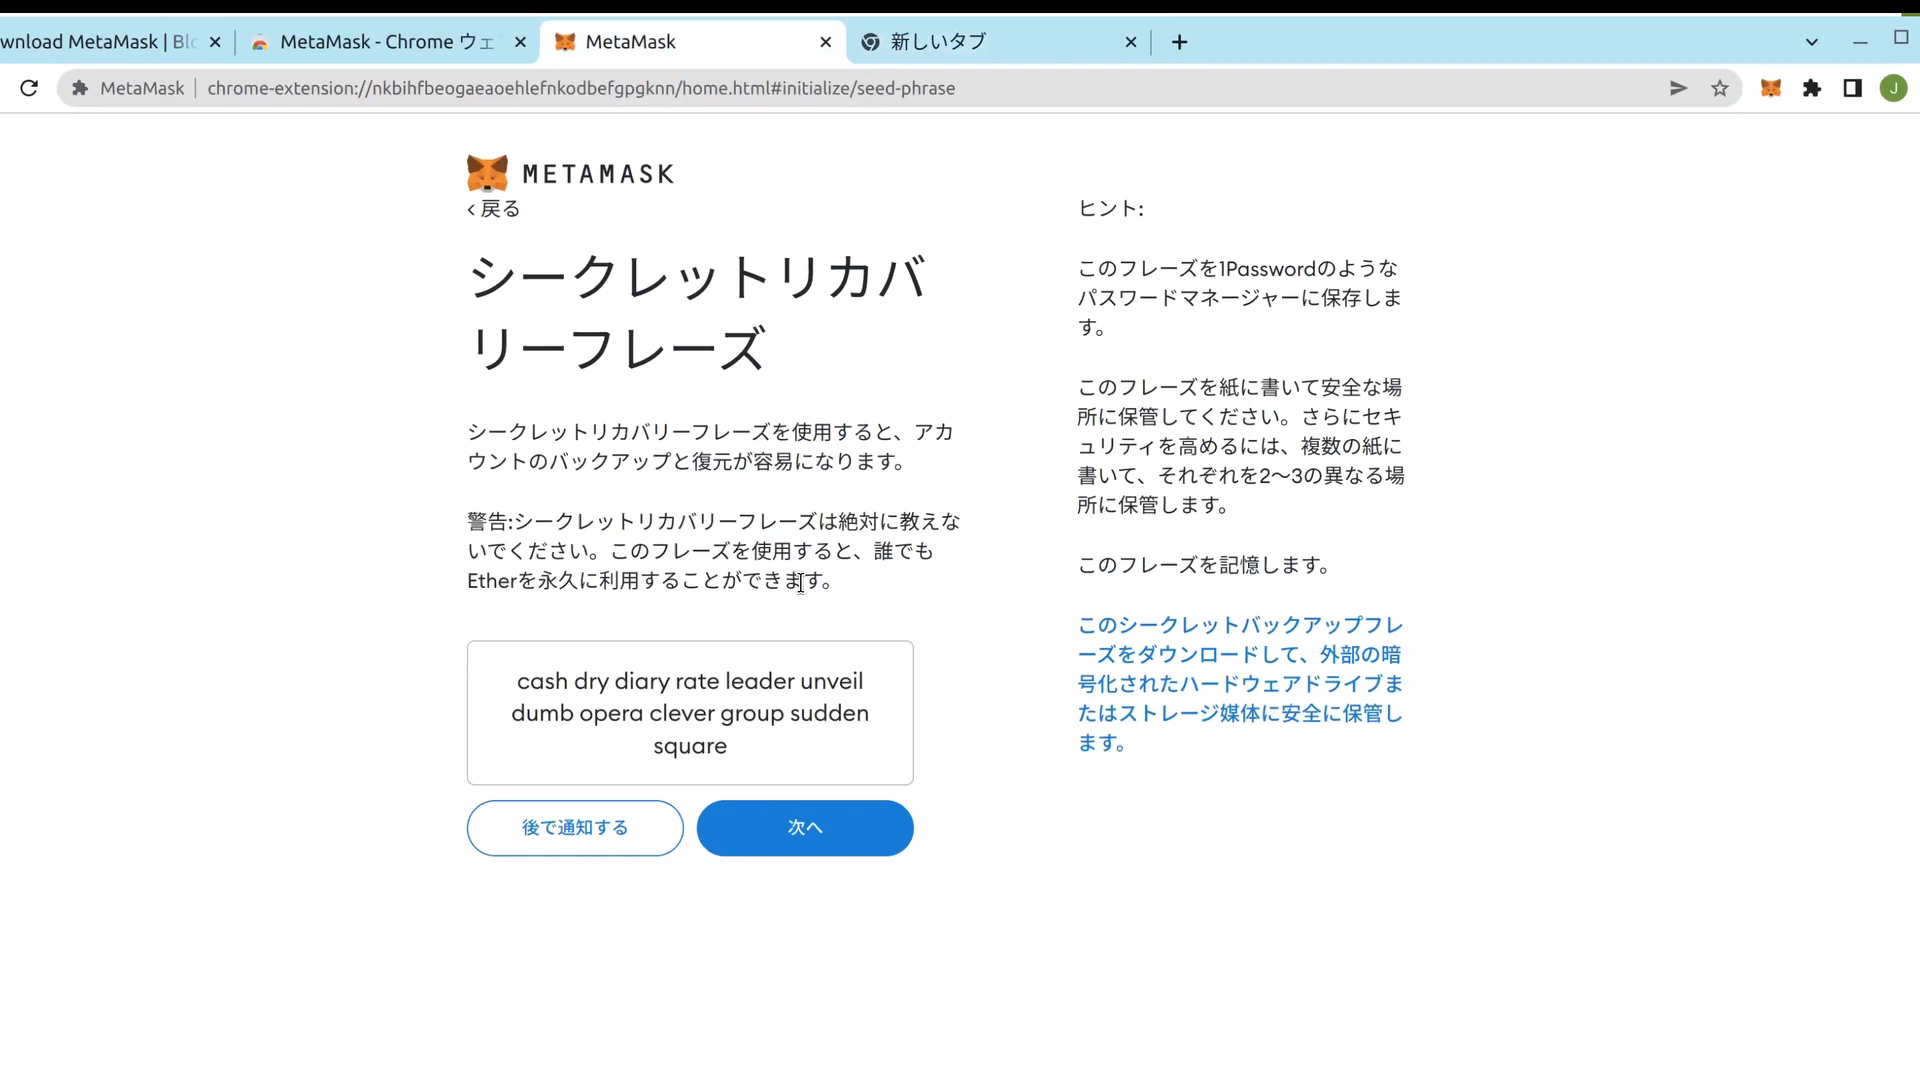 wnload MetaMask | Blo
MetaMask - Chrome ウェ
MetaMask
新しいタブ
MetaMask
chrome-extension://nkbihfbeogaeaoehlefnkodbefgpgknn/home.html#initialize/seed-phrase
J
METAMASK
< 戻る
シークレットリカバ
リーフレーズ
シークレットリカバリーフレーズを使用すると、アカ
ウントのバックアップと復元が容易になります。
警告:シークレットリカバリーフレーズは絶対に教えな
いでください。このフレーズを使用すると、誰でも
Etherを永久に利用することができます。
cash dry diary rate leader unveil
dumb opera clever group sudden
square
後で通知する
次へ
ヒント:
このフレーズを1Passwordのような
パスワードマネージャーに保存しま
す。
このフレーズを紙に書いて安全な場
所に保管してください。さらにセキ
ュリティを高めるには、複数の紙に
書いて、それぞれを2〜3の異なる場
所に保管します。
このフレーズを記憶します。
このシークレットバックアップフレ
ーズをダウンロードして、外部の暗
号化されたハードウェアドライブま
たはストレージ媒体に安全に保管し
ます。